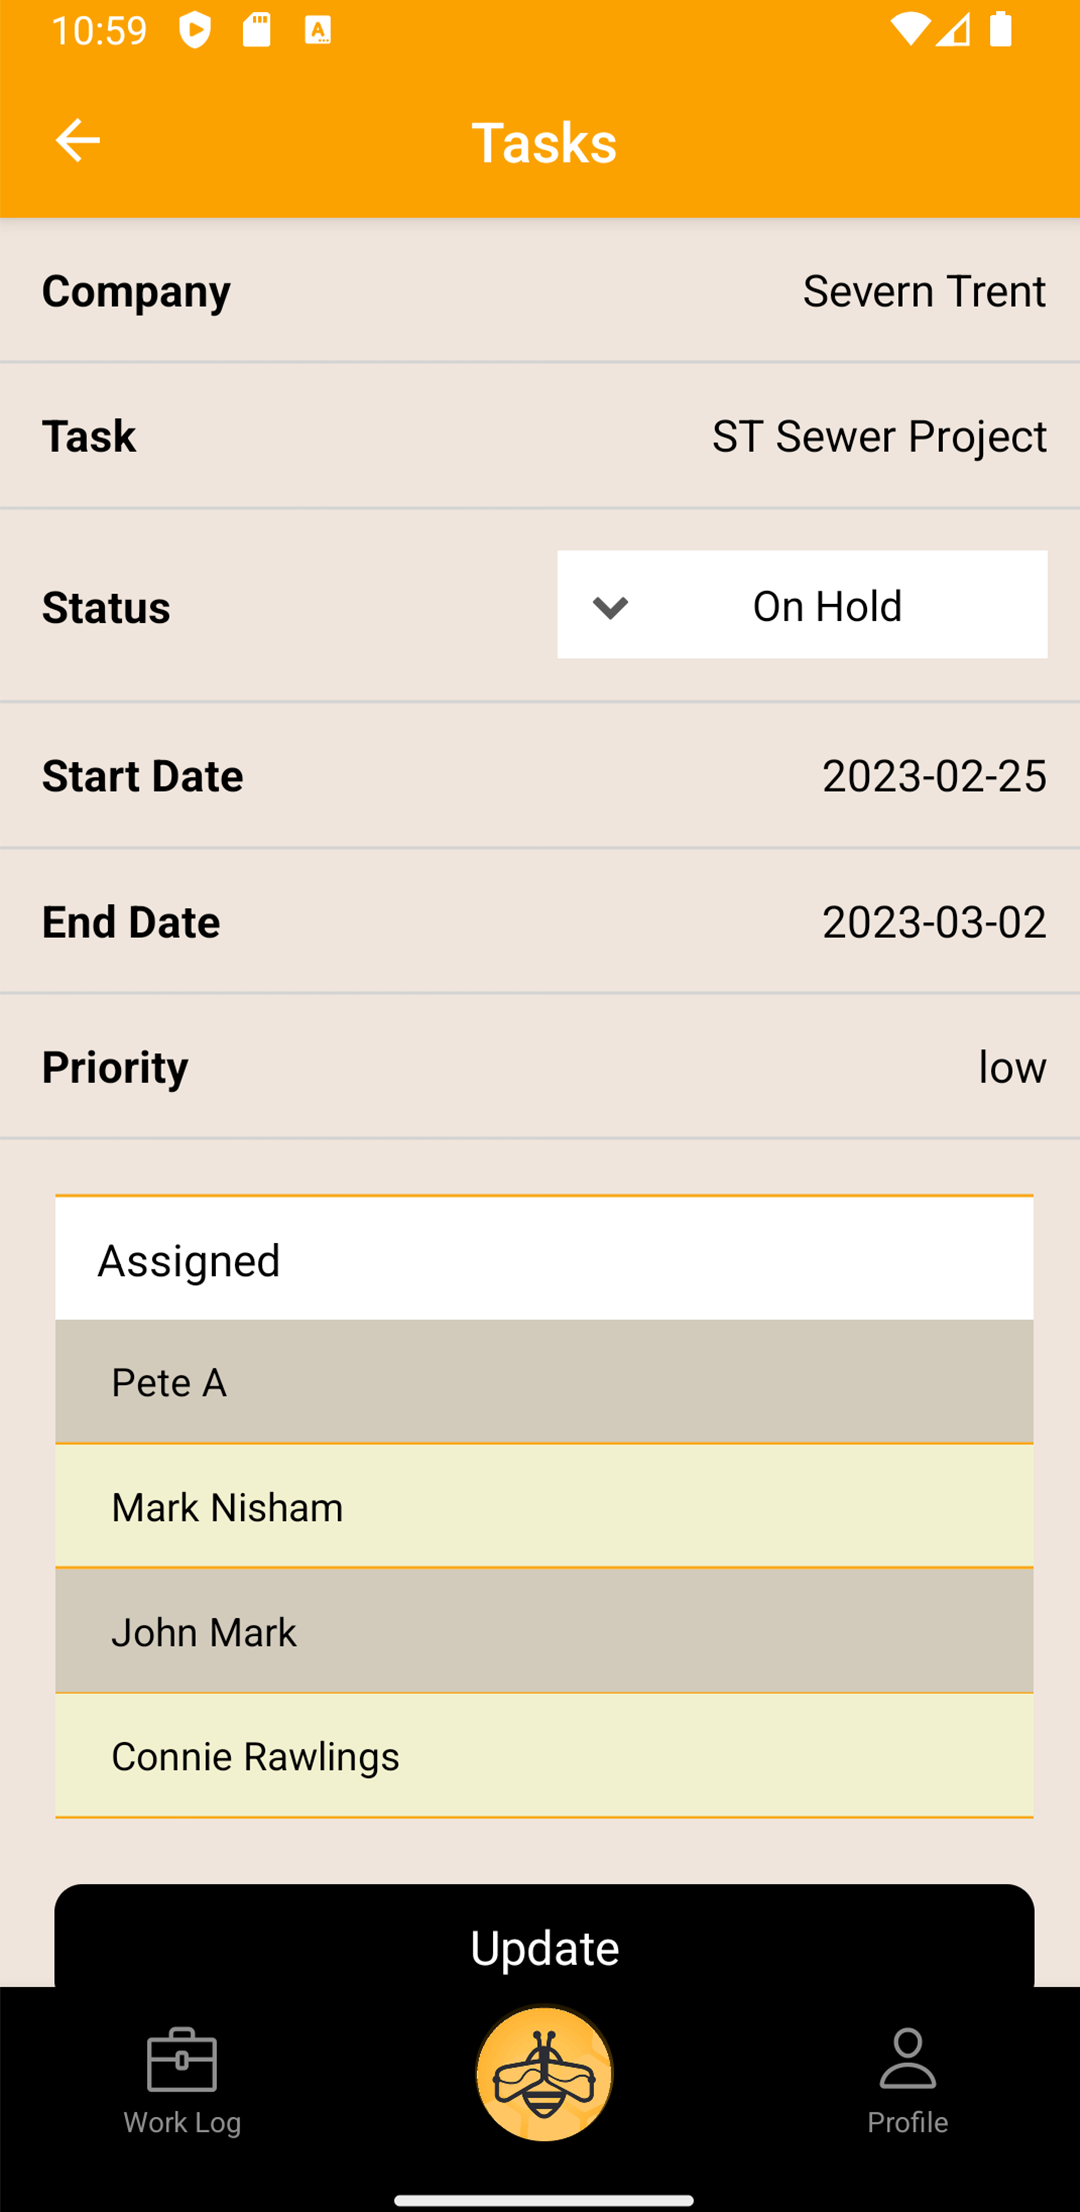 10:59
Tasks
Company Severn Trent
Task ST Sewer Project
Status On Hold
Start Date 2023-02-25
End Date 2023-03-02
Priority low
Assigned
Pete A
Mark Nisham
John Mark
Connie Rawlings
Update
Work Log Profile